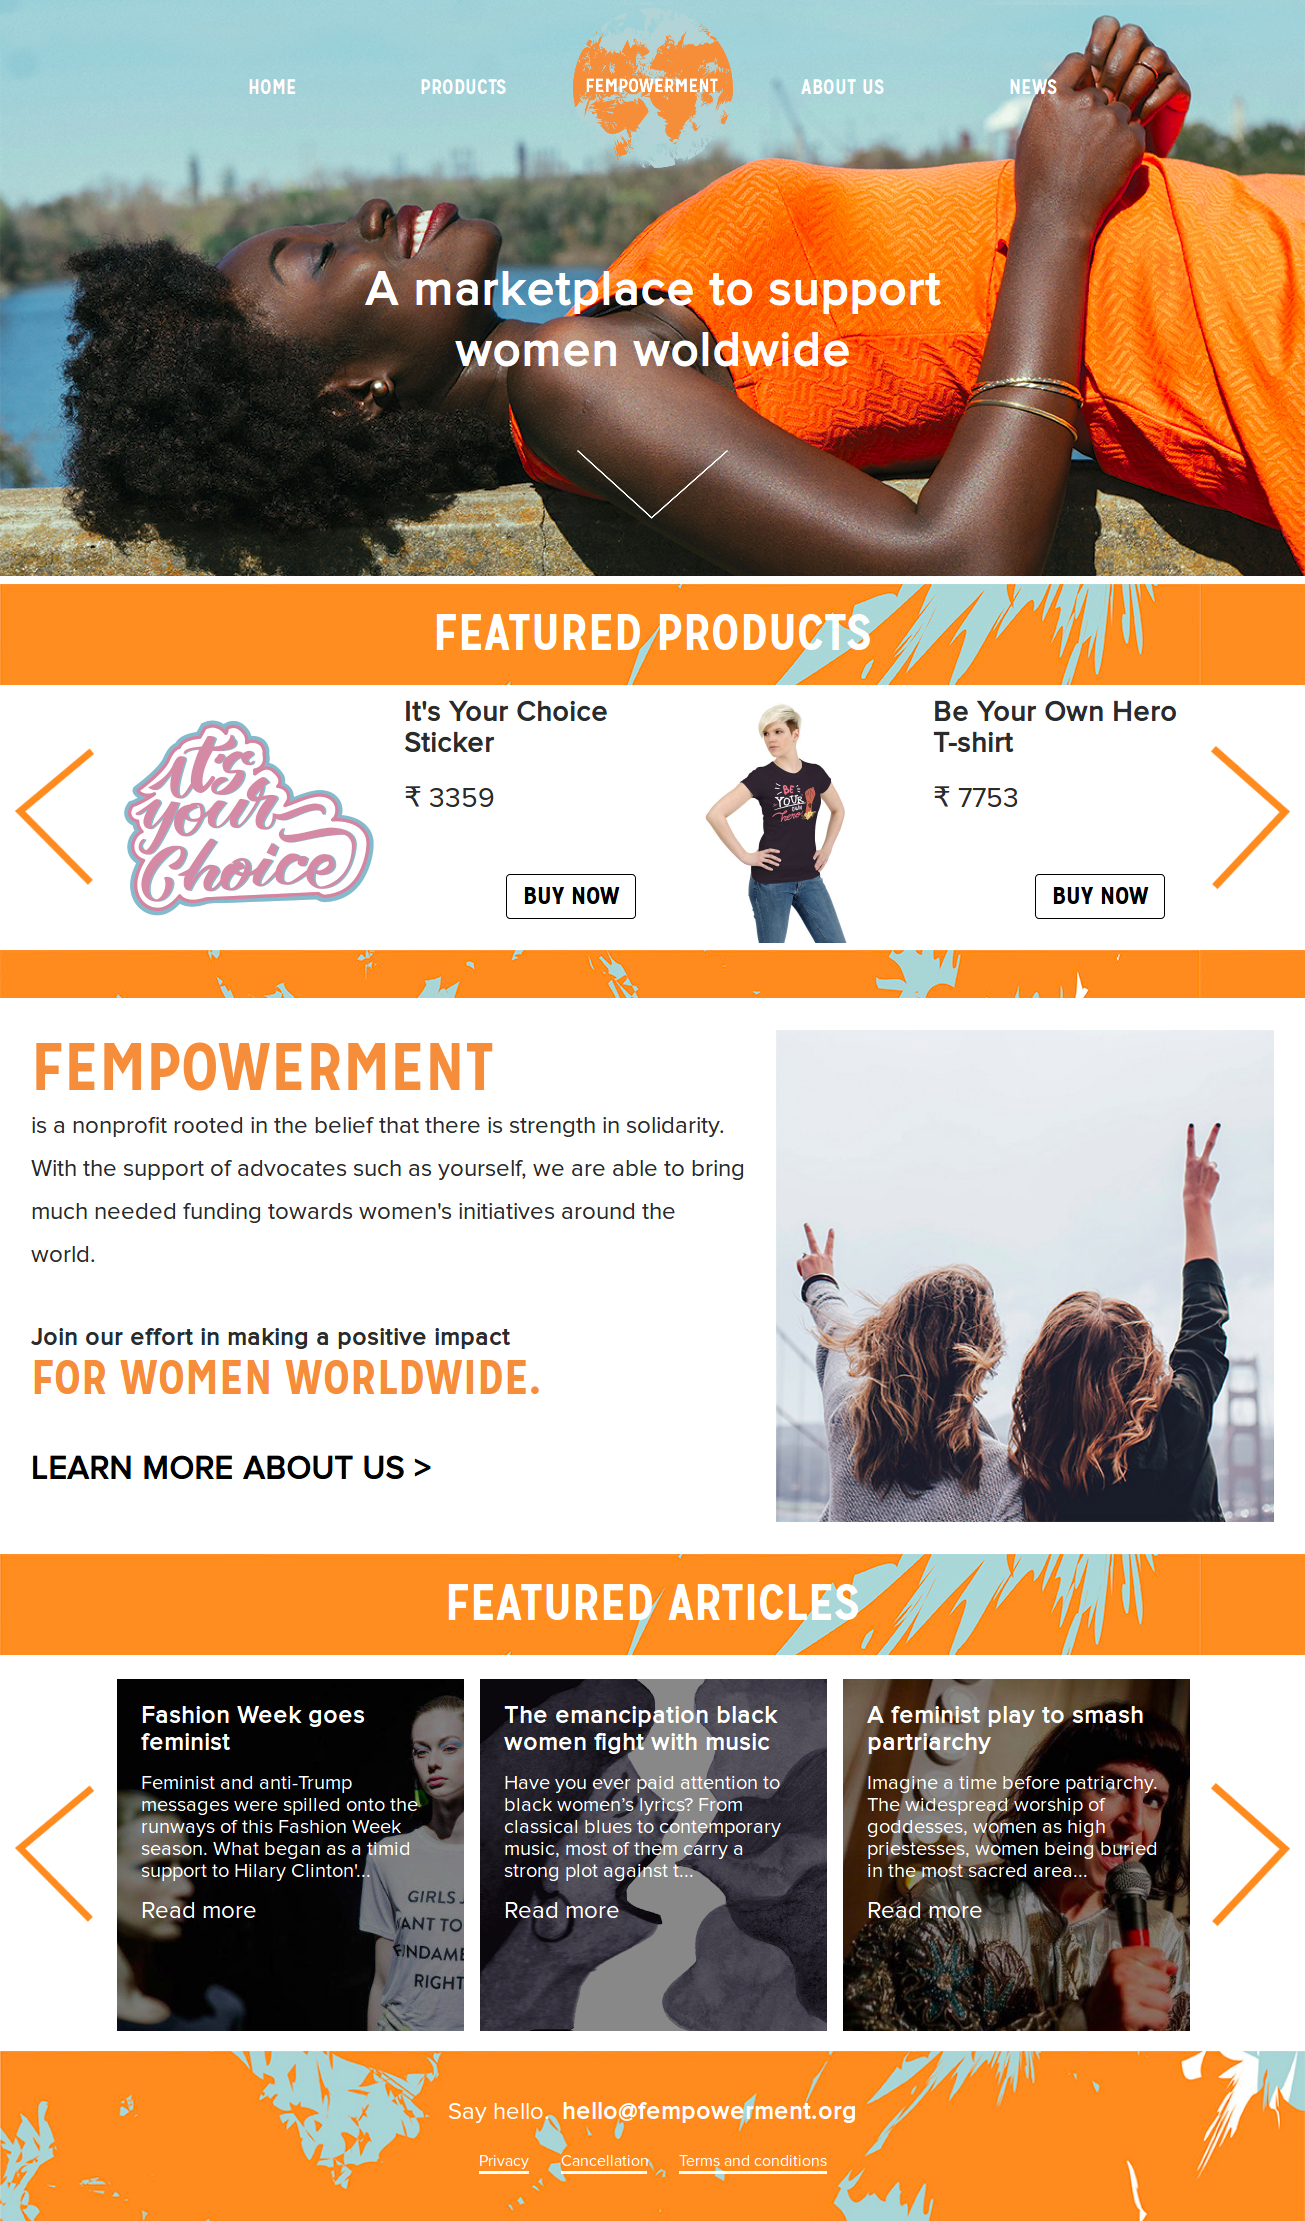 HOME
PRODUCTS
FEMPOWERMENT
ABOUT US
NEWS
A marketplace to support
women woldwide
FEATURED PRODUCTS
it's
your
Choice
It's Your Choice
Sticker
₹ 3359
BUY NOW
BE
YOUR
OWN
hero
Be Your Own Hero
T-shirt
₹ 7753
BUY NOW
FEMPOWERMENT
is a nonprofit rooted in the belief that there is strength in solidarity.
With the support of advocates such as yourself, we are able to bring
much needed funding towards women's initiatives around the
world.
Join our effort in making a positive impact
FOR WOMEN WORLDWIDE.
LEARN MORE ABOUT US >
FEATURED ARTICLES
Fashion Week goes
feminist
Feminist and anti-Trump
messages were spilled onto the
runways of this Fashion Week
season. What began as a timid
support to Hilary Clinton'...
Read more
GIRLS
ANT TO
FUNDAME
RIGHT
The emancipation black
women fight with music
Have you ever paid attention to
black women’s lyrics? From
classical blues to contemporary
music, most of them carry a
strong plot against t...
Read more
A feminist play to smash
partriarchy
Imagine a time before patriarchy.
The widespread worship of
goddesses, women as high
priestesses, women being buried
in the most sacred area...
Read more
Say hello. hello@fempowerment.org
Privacy
Cancellation
Terms and conditions